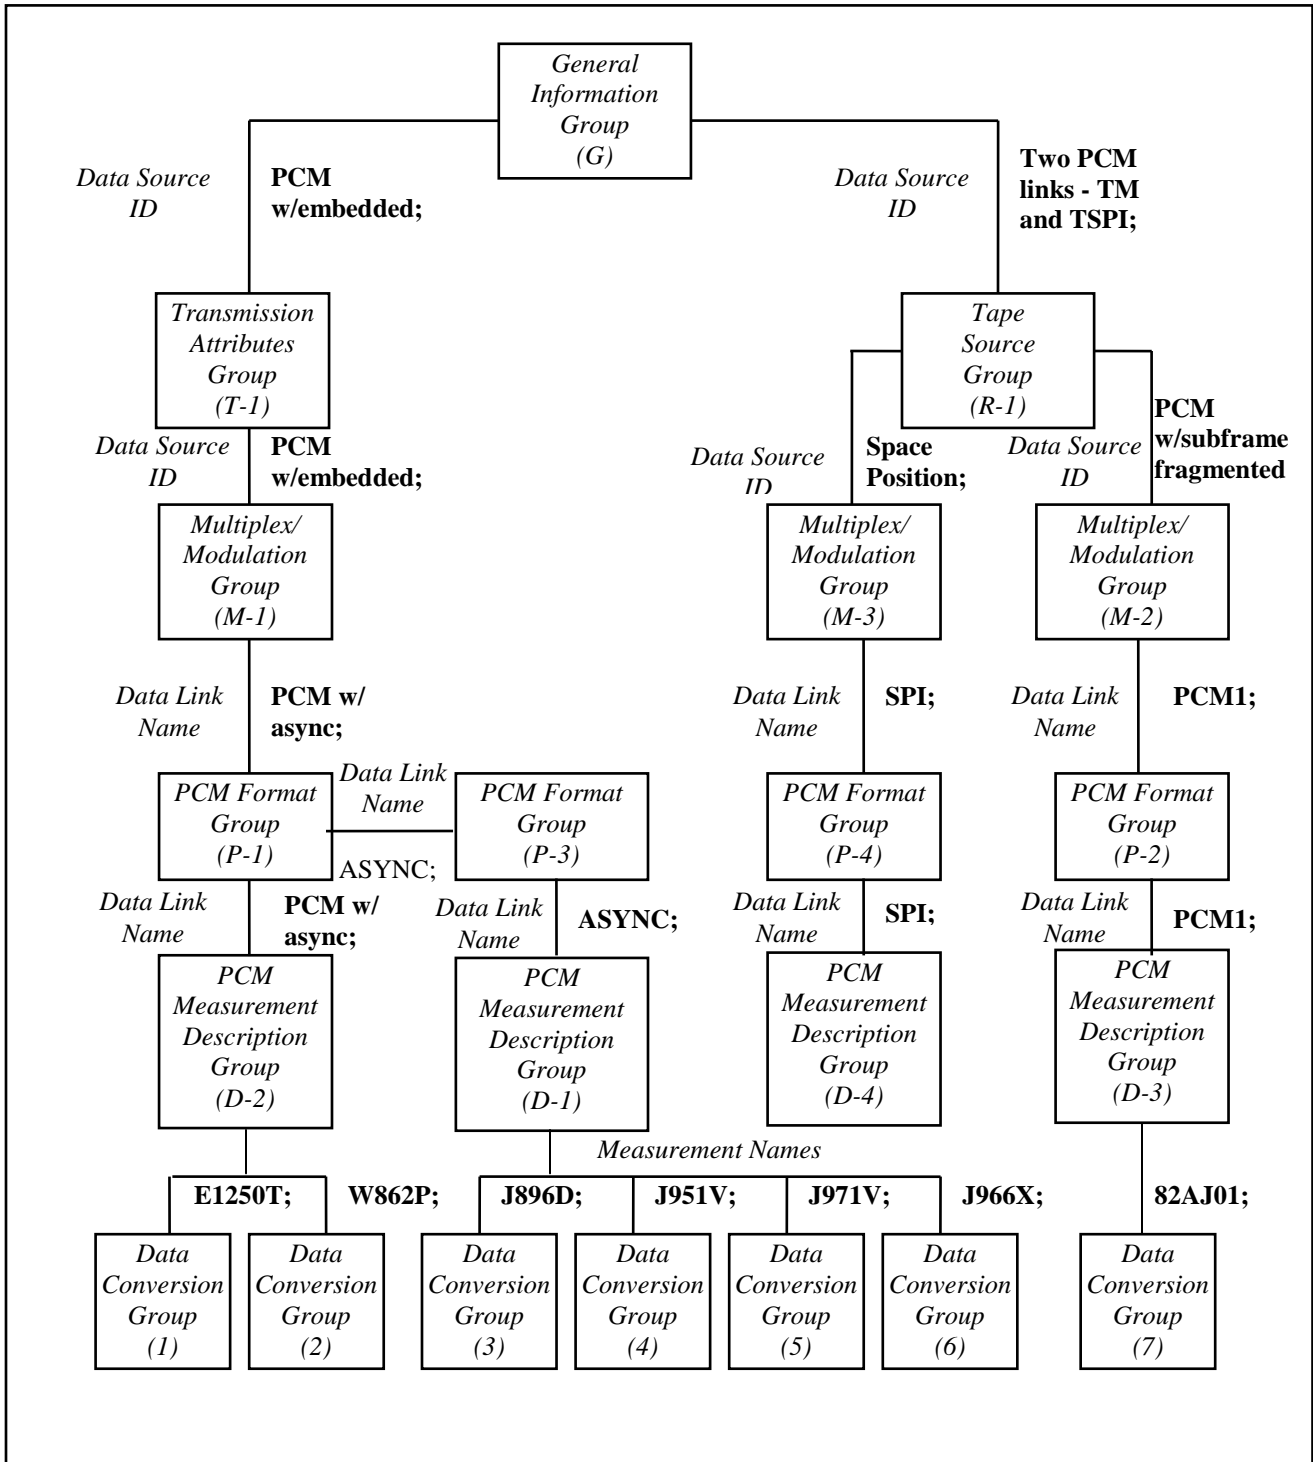 General
Information
Group
(G)
Data Source
ID
PCM
w/embedded;
Data Source
ID
Two PCM
links - TM
and TSPI;
Transmission
Attributes
Group
(T-1)
Tape
Source
Group
(R-1)
Data Source
ID
PCM
w/embedded;
Data Source
ID
Space
Position;
Data Source
ID
PCM
w/subframe
fragmented
Multiplex/
Modulation
Group
(M-1)
Multiplex/
Modulation
Group
(M-3)
Multiplex/
Modulation
Group
(M-2)
Data Link
Name
PCM w/
async;
Data Link
Name
SPI;
Data Link
Name
PCM1;
PCM Format
Group
(P-1)
Data Link
Name
ASYNC;
PCM Format
Group
(P-3)
PCM Format
Group
(P-4)
PCM Format
Group
(P-2)
Data Link
Name
PCM w/
async;
Data Link
Name
ASYNC;
Data Link
Name
SPI;
Data Link
Name
PCM1;
PCM
Measurement
Description
Group
(D-2)
PCM
Measurement
Description
Group
(D-1)
PCM
Measurement
Description
Group
(D-4)
PCM
Measurement
Description
Group
(D-3)
Measurement Names
E1250T;
W862P;
J896D;
J951V;
J971V;
J966X;
82AJ01;
Data
Conversion
Group
(1)
Data
Conversion
Group
(2)
Data
Conversion
Group
(3)
Data
Conversion
Group
(4)
Data
Conversion
Group
(5)
Data
Conversion
Group
(6)
Data
Conversion
Group
(7)